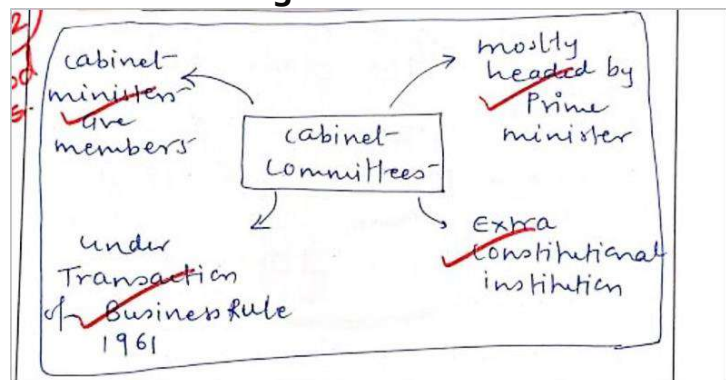 cabinet
ministers
are
members
mostly
headed by
Prime
minister
cabinet
committees
under
Transaction
of Business Rule
1961
Extra
constitutional
institution